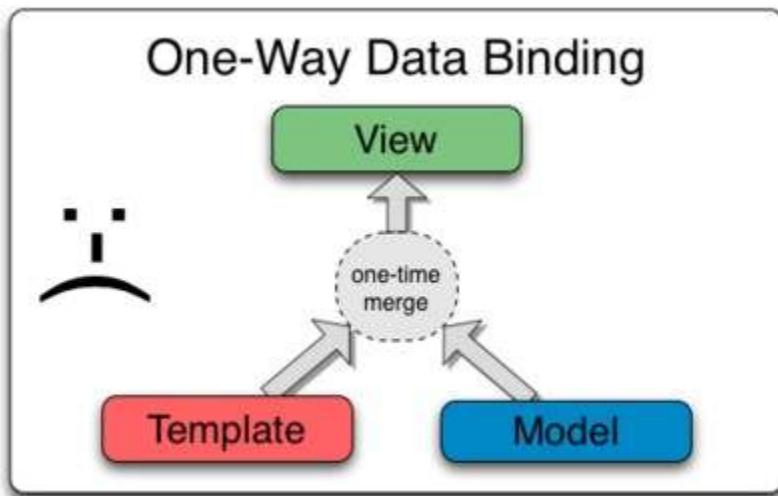 One-Way Data Binding
View
one-time
merge
Template
Model